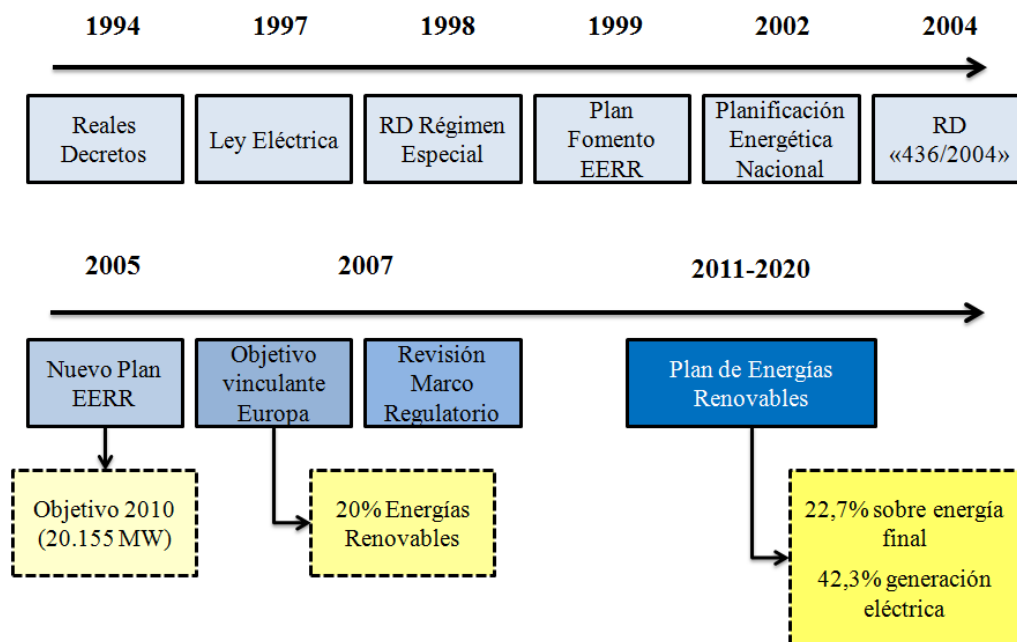 1994 1997 1998 1999 2002 2004
Reales
Decretos
Ley Eléctrica
RD Régimen
Especial
Plan
Fomento
EERR
Planificación
Energética
Nacional
RD
«436/2004»
2005 2007 2011-2020
Nuevo Plan
EERR
Objetivo
vinculante
Europa
Revisión
Marco
Regulatorio
Plan de Energías
Renovables
Objetivo 2010
(20.155 MW)
20% Energías
Renovables
22,7% sobre energía
final
42,3% generación
eléctrica